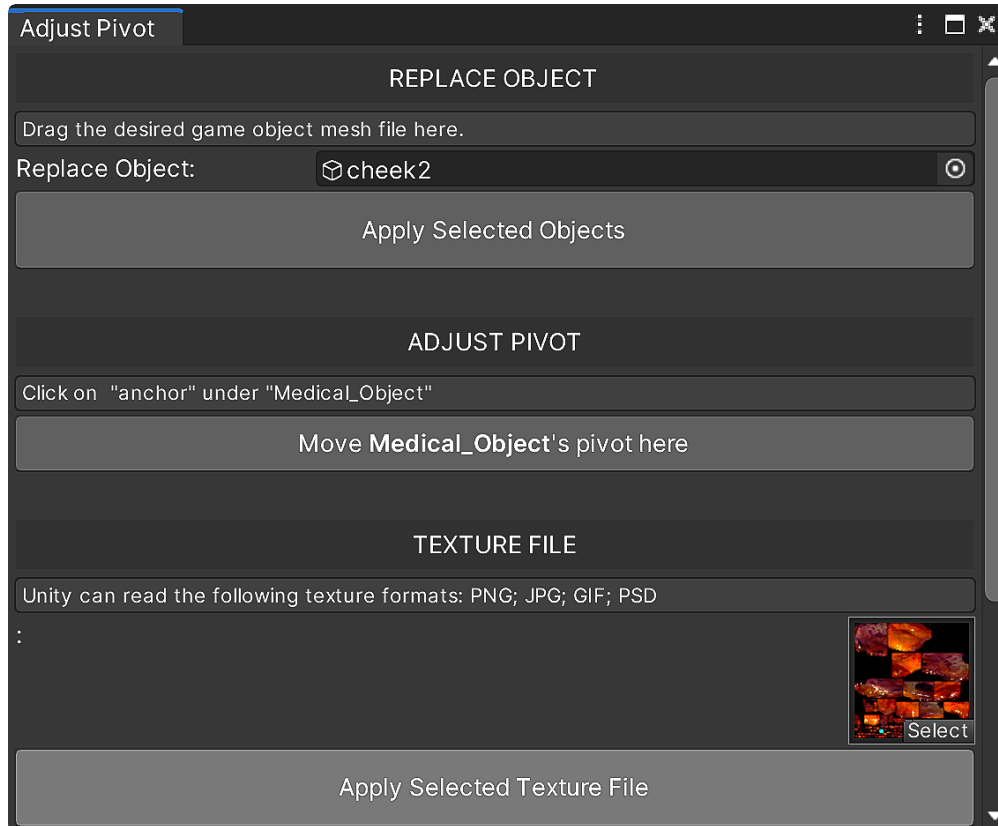 Adjust Pivot
REPLACE OBJECT
Drag the desired game object mesh file here.
Replace Object: cheek2
Apply Selected Objects
ADJUST PIVOT
Click on  "anchor" under "Medical_Object"
Move Medical_Object's pivot here
TEXTURE FILE
Unity can read the following texture formats: PNG; JPG; GIF; PSD
:
Select
Apply Selected Texture File